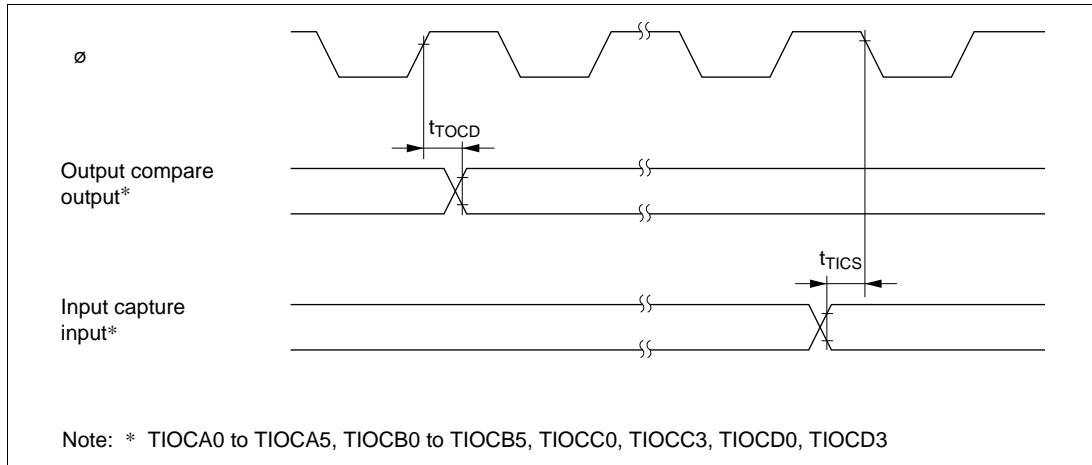 ø
tTOCD
Output compare
output*
tTICS
Input capture
input*
Note: * TIOCA0 to TIOCA5, TIOCB0 to TIOCB5, TIOCC0, TIOCC3, TIOCD0, TIOCD3